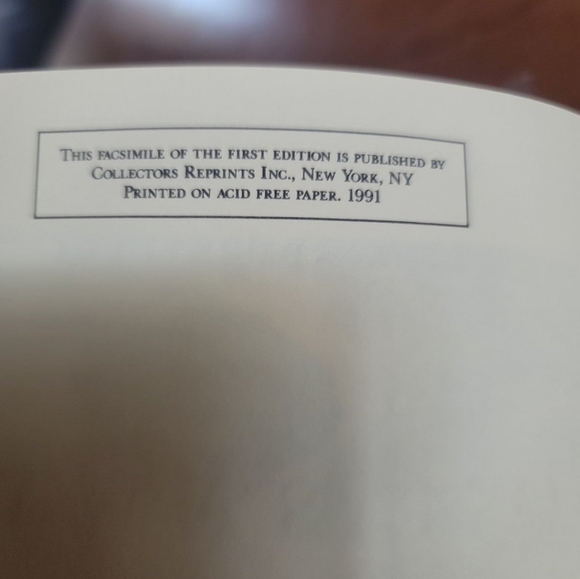 This facsimile of the first edition is published by
Collectors Reprints Inc., New York, NY
Printed on acid free paper. 1991